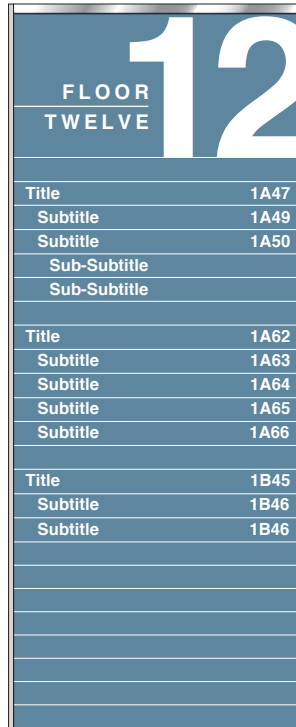 12
FLOOR
TWELVE
Title 1A47
Subtitle 1A49
Subtitle 1A50
Sub-Subtitle
Sub-Subtitle
Title 1A62
Subtitle 1A63
Subtitle 1A64
Subtitle 1A65
Subtitle 1A66
Title 1B45
Subtitle 1B46
Subtitle 1B46